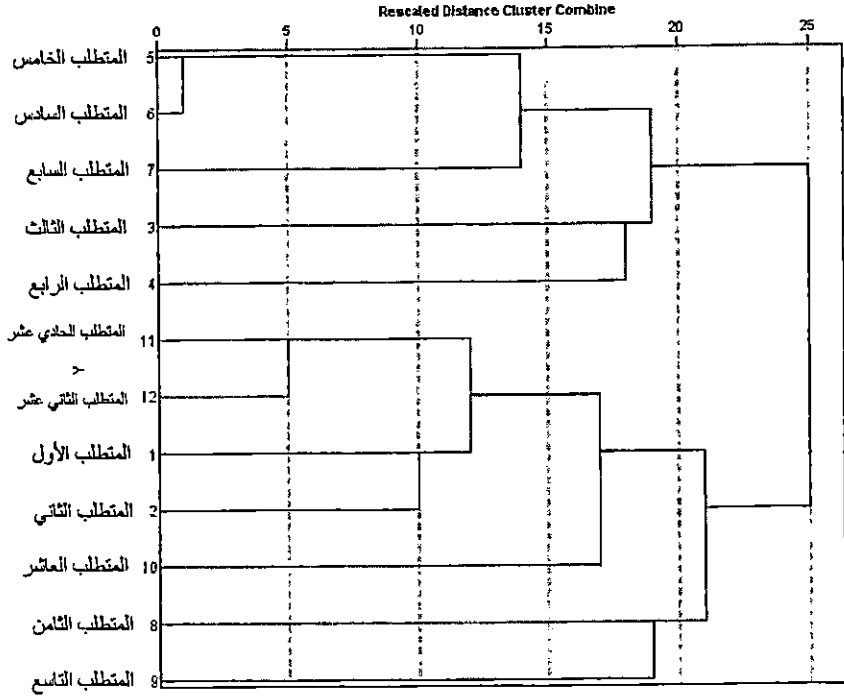 Rescaled Distance Cluster Combine
0 5 10 15 20 25
المتطلب الخامس 5
المتطلب السادس 6
المتطلب السابع 7
المتطلب الثالث 3
المتطلب الرابع 4
المتطلب الحادي عشر 11
المتطلب الثاني عشر 12
المتطلب الأول 1
المتطلب الثاني 2
المتطلب العاشر 10
المتطلب الثامن 8
المتطلب التاسع 9